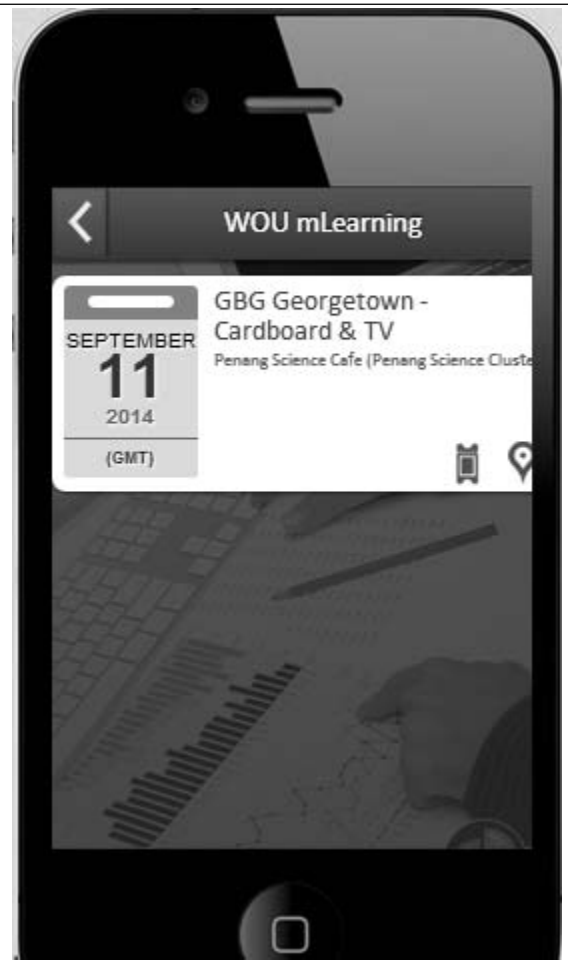 WOU mLearning
GBG Georgetown -
Cardboard & TV
Penang Science Cafe (Penang Science Cluste
SEPTEMBER
11
2014
(GMT)